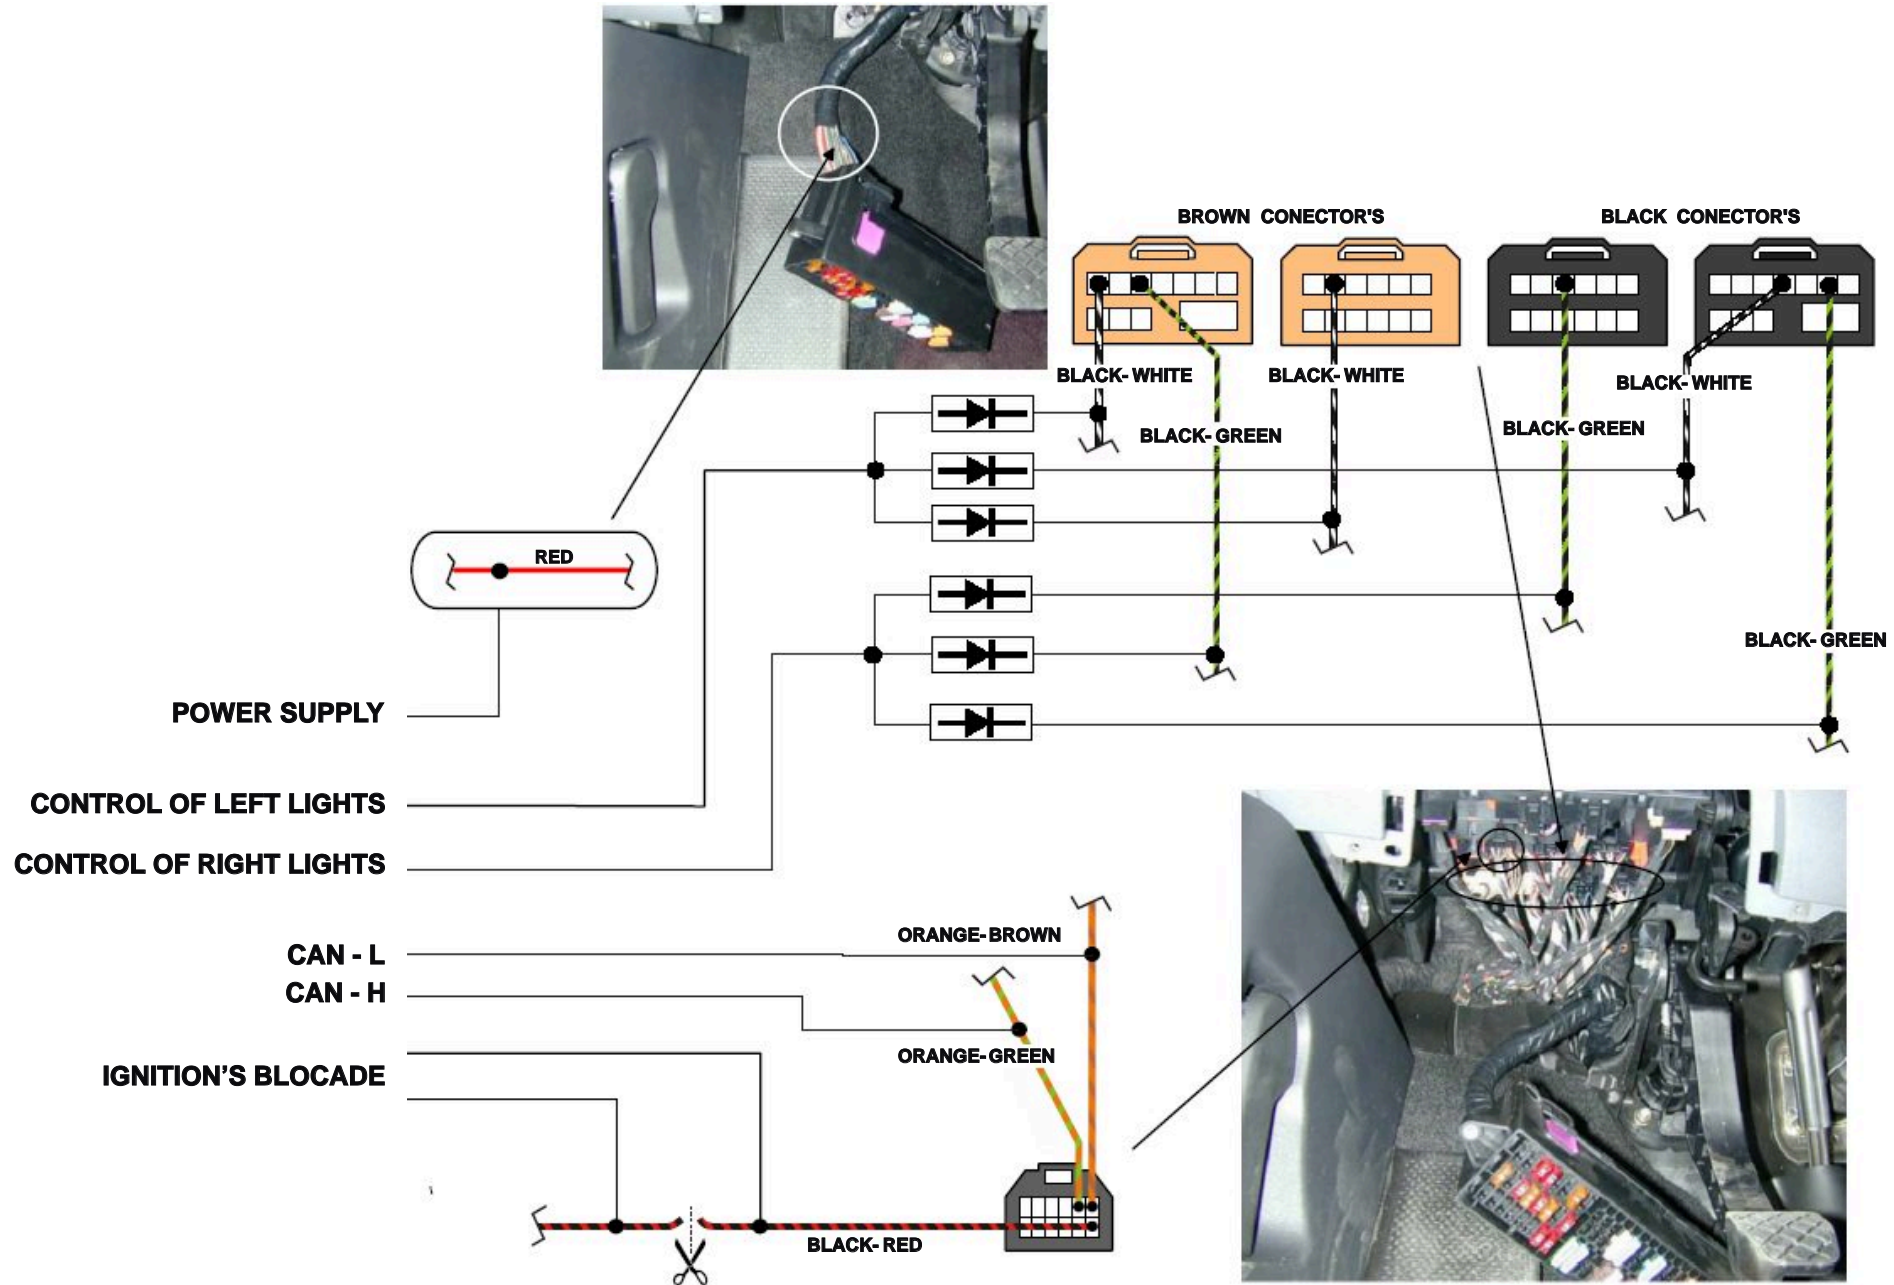 BROWN CONECTOR'S
BLACK CONECTOR'S
BLACK-WHITE
BLACK-WHITE
BLACK-WHITE
BLACK-GREEN
BLACK-GREEN
RED
BLACK-GREEN
POWER SUPPLY
CONTROL OF LEFT LIGHTS
CONTROL OF RIGHT LIGHTS
ORANGE-BROWN
CAN - L
CAN - H
ORANGE-GREEN
IGNITION'S BLOCADE
BLACK-RED